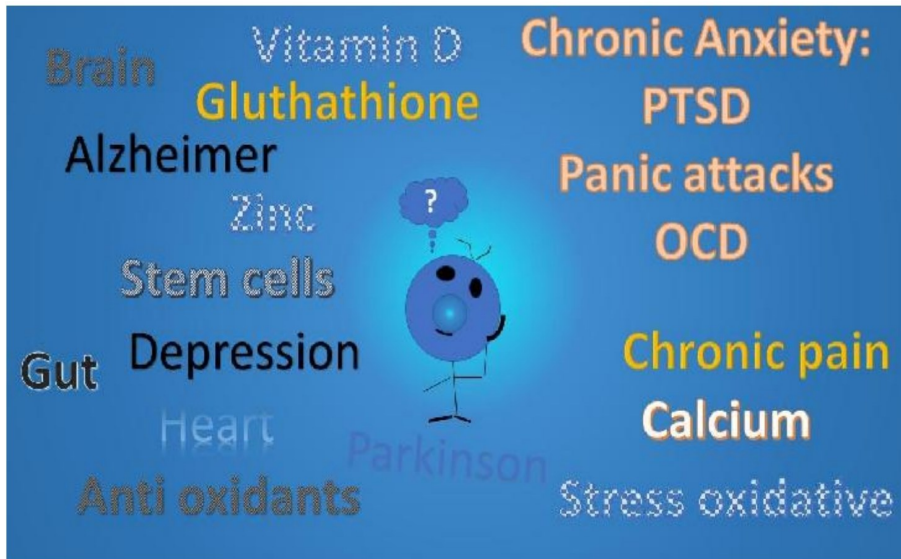 Brain
Vitamin D
Gluthathione
Alzheimer
Zinc
Stem cells
Depression
Gut
Heart
Anti oxidants
?
Parkinson
Chronic Anxiety:
PTSD
Panic attacks
OCD
Chronic pain
Calcium
Stress oxidative